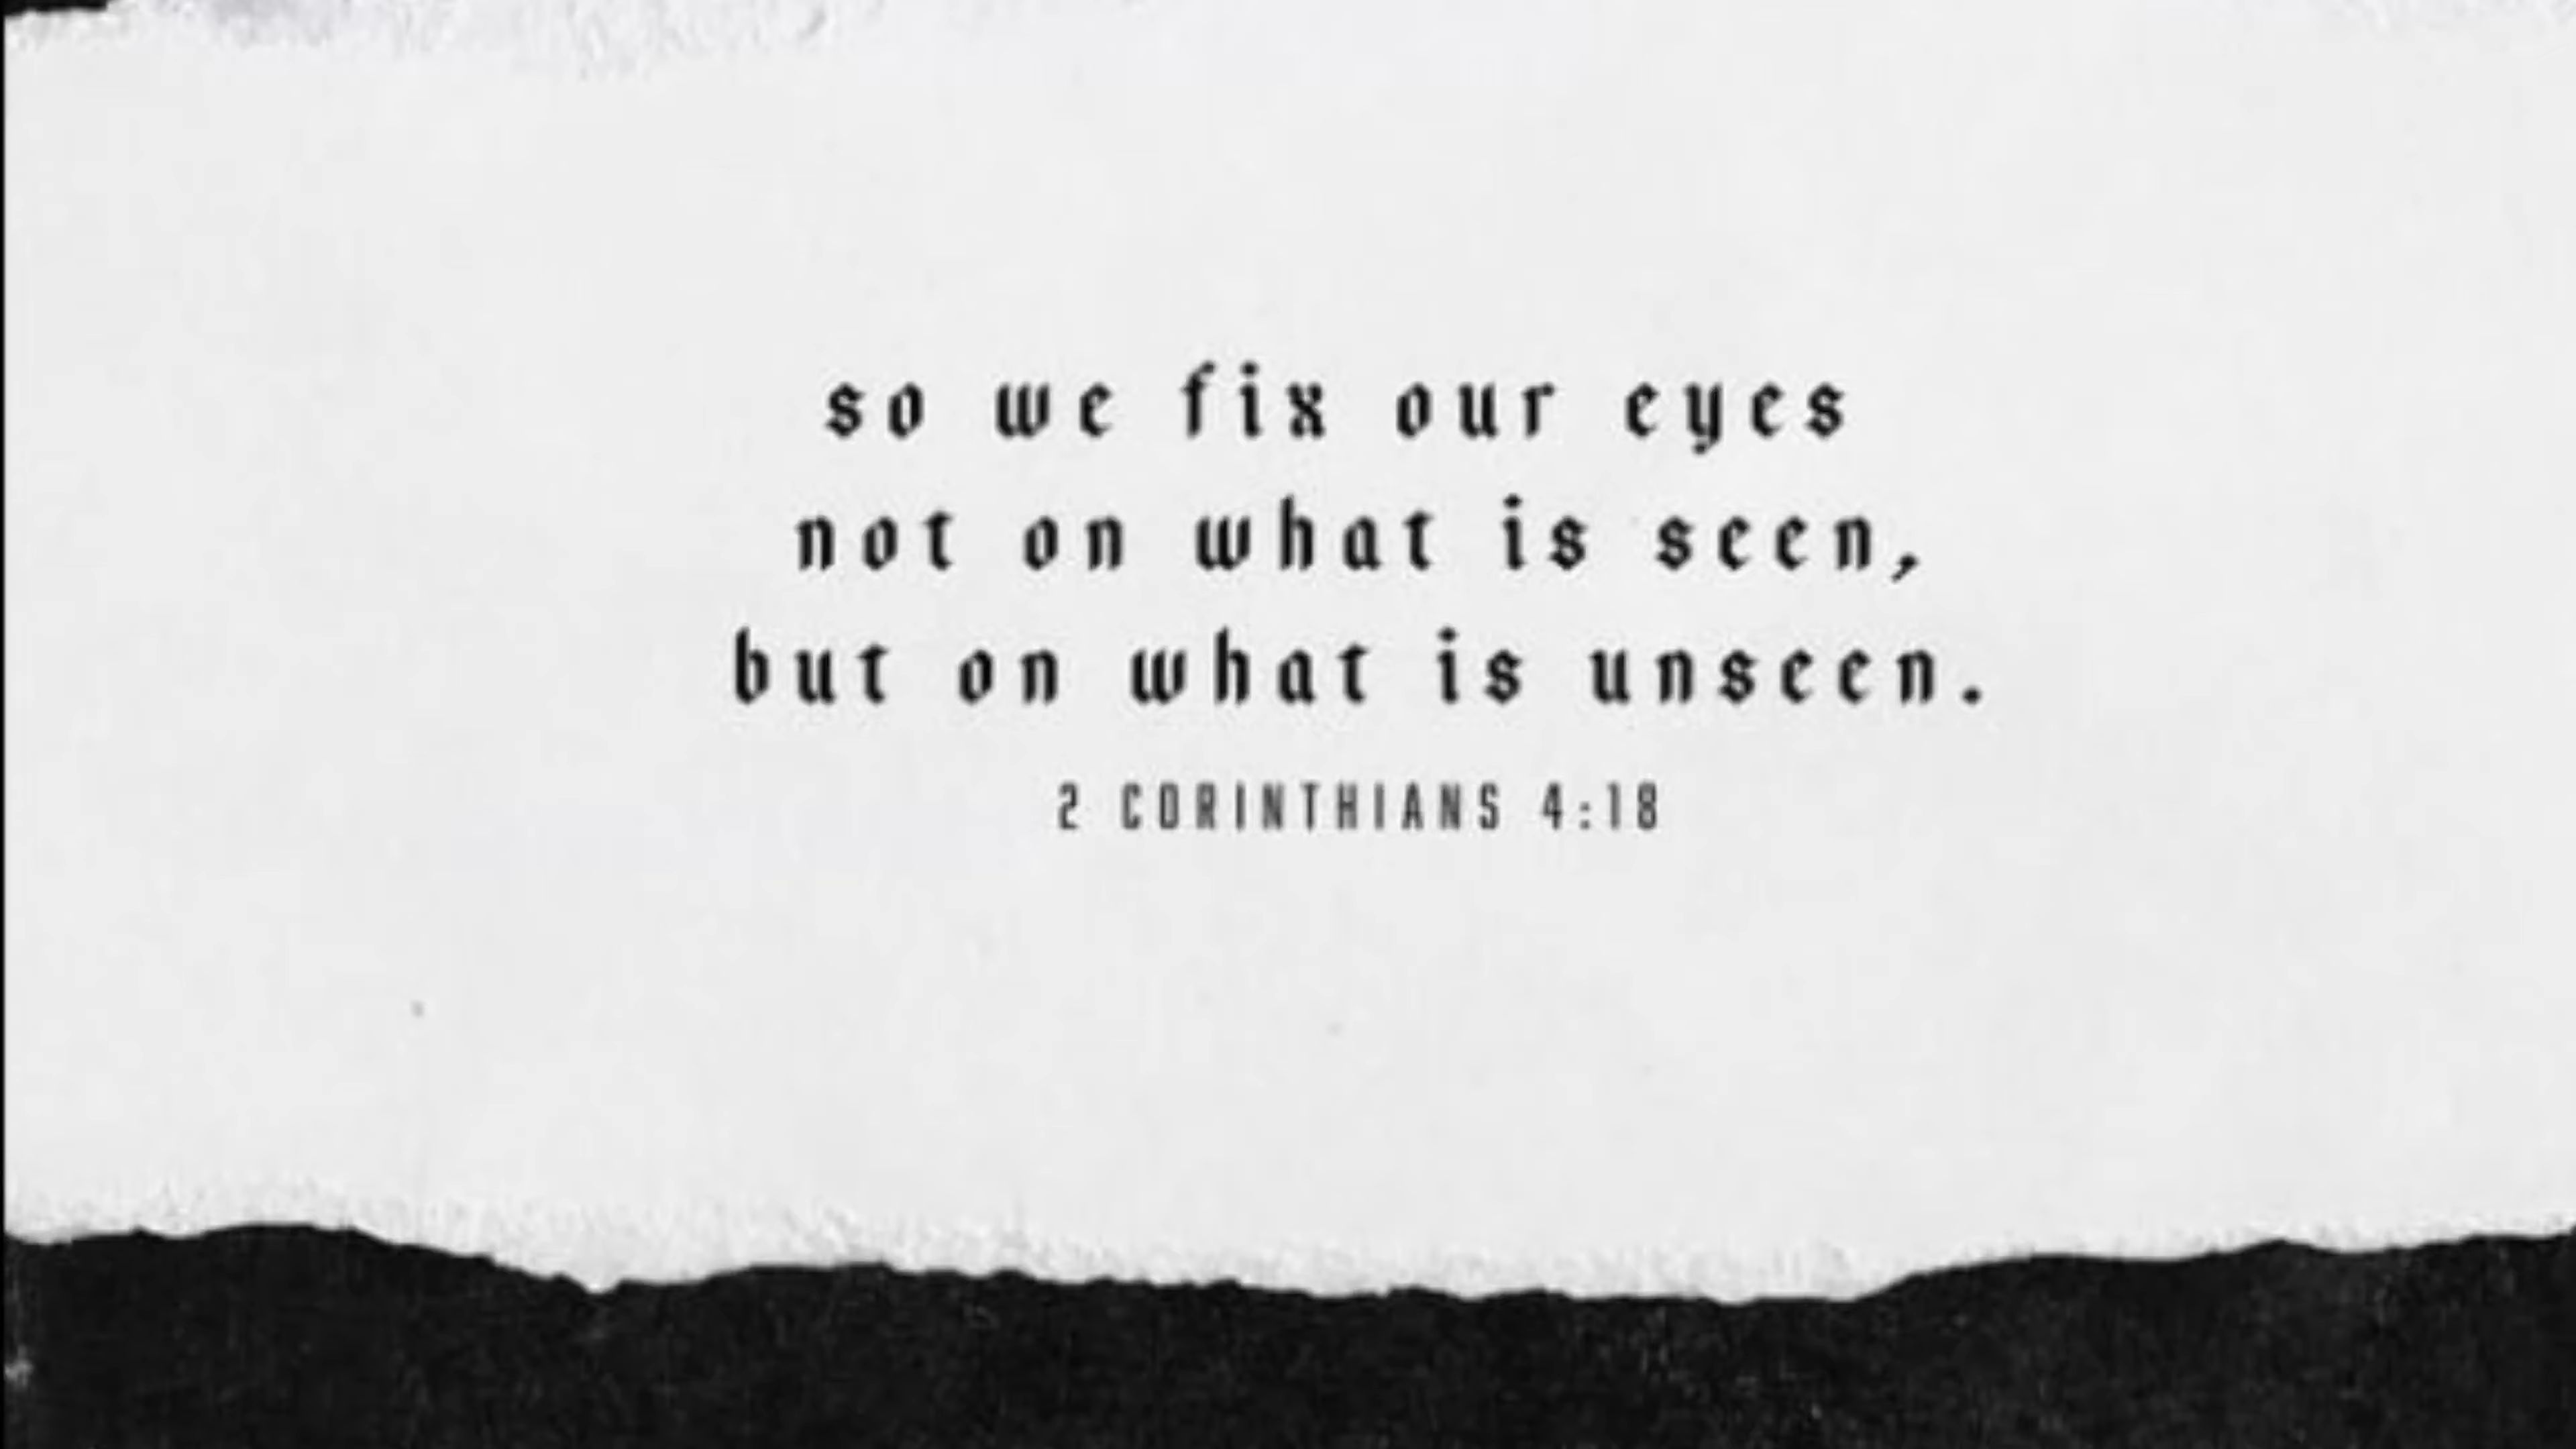 so we fix our eyes
not on what is seen,
but on what is unseen.
2 CORINTHIANS 4:18